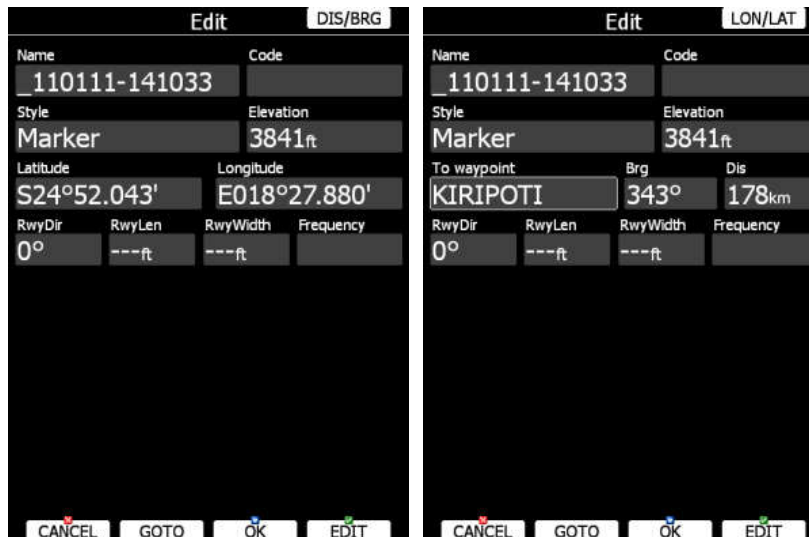 Edit DIS/BRG
Name Code
_110111-141033
Style Elevation
Marker 3841ft
Latitude Longitude
S24°52.043' E018°27.880'
RwyDir RwyLen RwyWidth Frequency
0° ---ft ---ft
CANCEL GOTO OK EDIT
Edit LON/LAT
Name Code
_110111-141033
Style Elevation
Marker 3841ft
To waypoint Brg Dis
KIRIPOTI 343° 178km
RwyDir RwyLen RwyWidth Frequency
0° ---ft ---ft
CANCEL GOTO OK EDIT